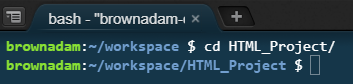 bash - "brownadam-
brownadam:~/workspace $ cd HTML_Project/
brownadam:~/workspace/HTML_Project $